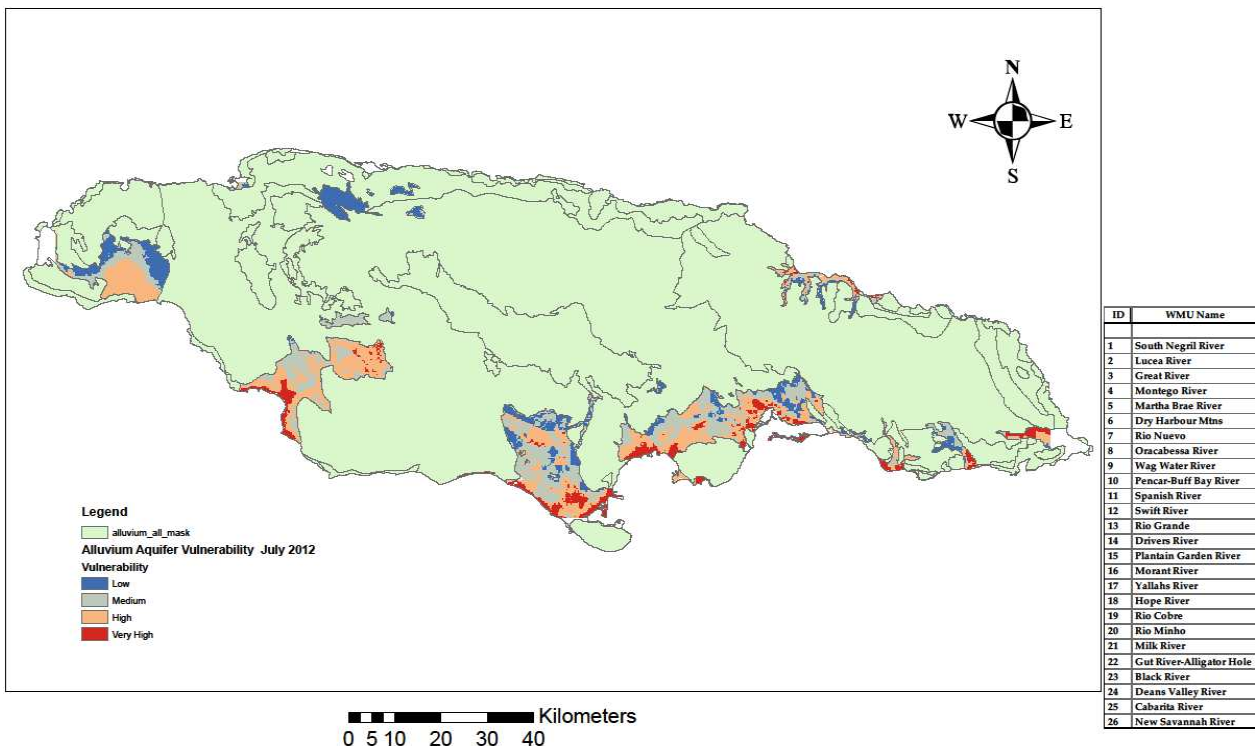 N
W E
S
Legend
alluvium_all_mask
Alluvium Aquifer Vulnerability July 2012
Vulnerability
Low
Medium
High
Very High
Kilometers
0 5 10 20 30 40
ID WMU Name
1 South Negril River
2 Lucea River
3 Great River
4 Montego River
5 Martha Brae River
6 Dry Harbour Mtns
7 Rio Nuevo
8 Oracabessa River
9 Wag Water River
10 Pencar-Buff Bay River
11 Spanish River
12 Swift River
13 Rio Grande
14 Drivers River
15 Plantain Garden River
16 Morant River
17 Yallahs River
18 Hope River
19 Rio Cobre
20 Rio Minho
21 Milk River
22 Gut River-Alligator Hole
23 Black River
24 Deans Valley River
25 Cabarita River
26 New Savannah River